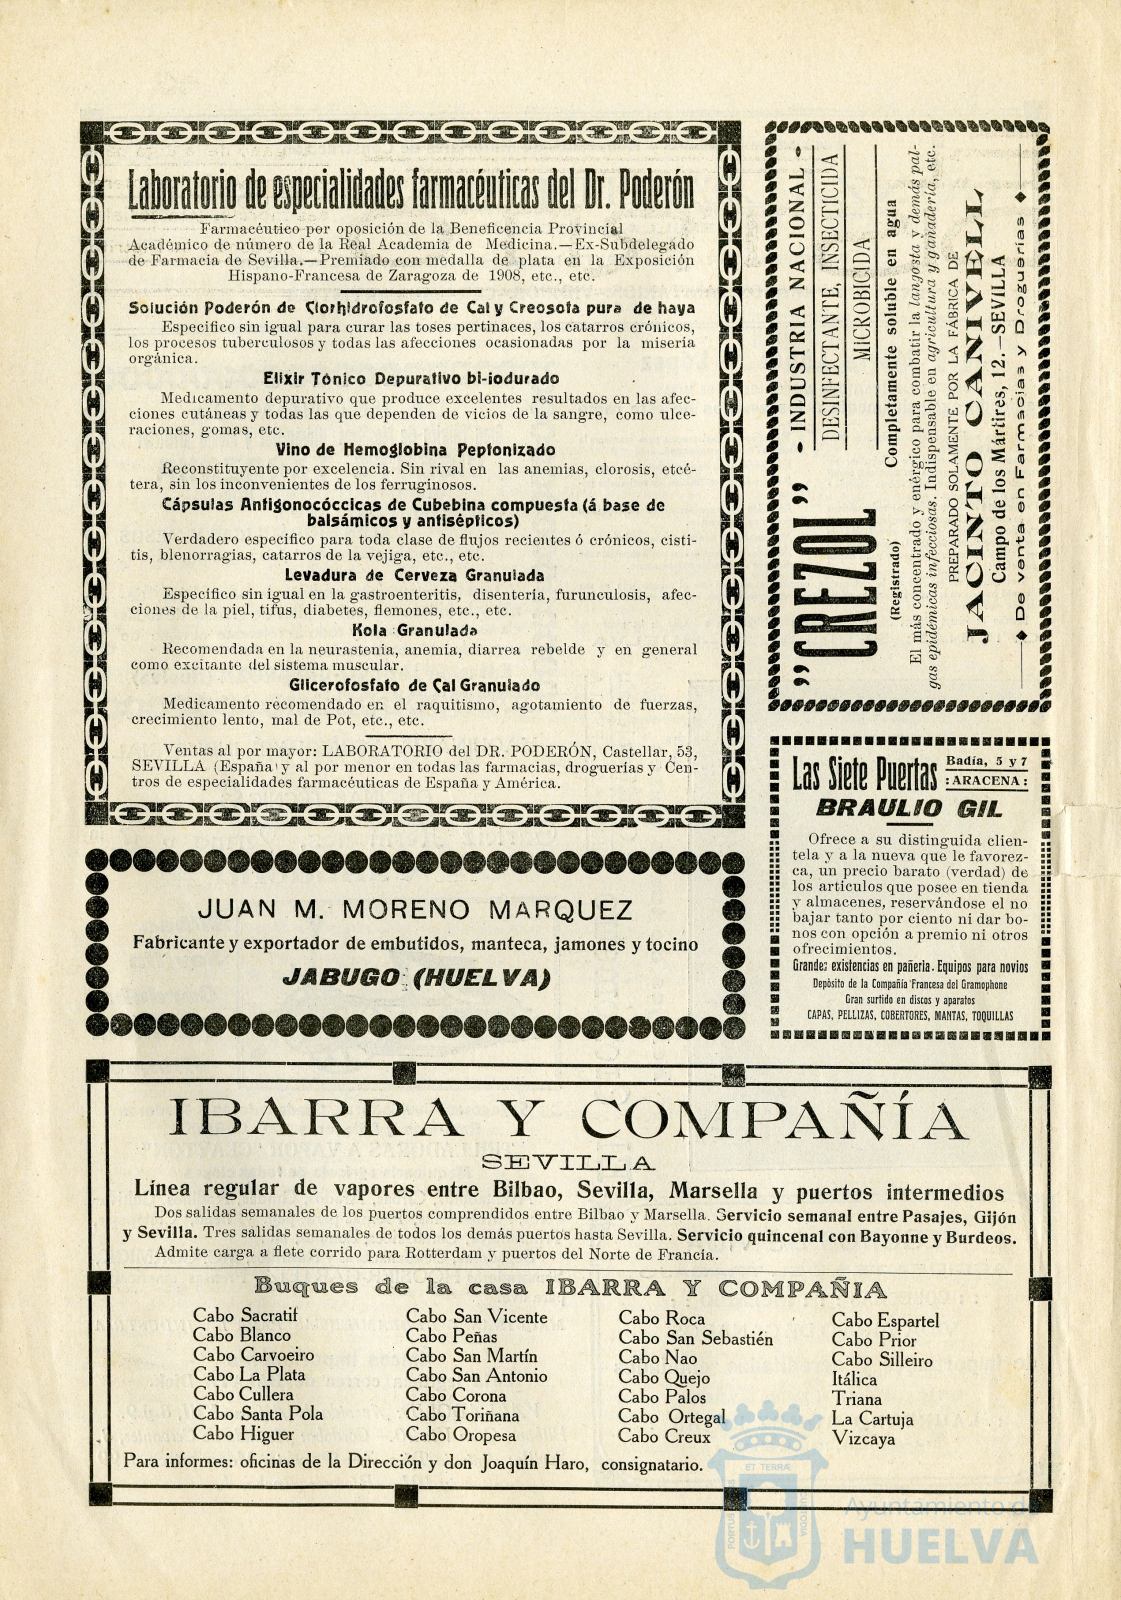 Laboratorio de especialidades farmacéuticas del Dr. Poderón
Farmacéutico por oposición de la Beneficencia Provincial
Académico de número de la Real Academia de Medicina.—Ex-Subdelegado
de Farmacia de Sevilla.—Premiado con medalla de plata en la Exposición
Hispano-Francesa de Zaragoza de 1908, etc., etc.
Solución Poderón de Clorhidrofosfato de Cal y Creosota pura de haya
Especifico sin igual para curar las toses pertinaces, los catarros crónicos,
los procesos tuberculosos y todas las afecciones ocasionadas por la miseria
orgánica.
Elixir Tónico Depurativo bi-iodurado
Medicamento depurativo que produce excelentes resultados en las afec-
ciones cutáneas y todas las que dependen de vicios de la sangre, como ulce-
raciones, gomas, etc.
Vino de Hemoglobina Peptonizado
Reconstituyente por excelencia. Sin rival en las anemias, clorosis, etcé-
tera, sin los inconvenientes de los ferruginosos.
Cápsulas Antigonocóccicas de Cubebina compuesta (á base de
balsámicos y antisépticos)
Verdadero especifico para toda clase de flujos recientes ó crónicos, cisti-
tis, blenorragias, catarros de la vejiga, etc., etc.
Levadura de Cerveza Granulada
Específico sin igual en la gastroenteritis, disentería, furunculosis, afec-
ciones de la piel, tifus, diabetes, flemones, etc., etc.
Kola Granulada
Recomendada en la neurastenia, anemia, diarrea rebelde y en general
como excitante del sistema muscular.
Glicerofosfato de Cal Granulado
Medicamento recomendado en el raquitismo, agotamiento de fuerzas,
crecimiento lento, mal de Pot, etc., etc.
Ventas al por mayor: LABORATORIO del DR. PODERÓN, Castellar, 53,
SEVILLA (España) y al por menor en todas las farmacias, droguerías y Cen-
tros de especialidades farmacéuticas de España y América.
"CREZOL"
(Registrado)
- INDUSTRIA NACIONAL -
DESINFECTANTE, INSECTICIDA
MICROBICIDA
Completamente soluble en agua
El más concentrado y enérgico para combatir la langosta y demás pla-
gas epidémicas infecciosas. Indispensable en agricultura y ganadería, etc.
PREPARADO SOLAMENTE POR LA FÁBRICA DE
JACINTO CANIVELL
Campo de los Mártires, 12.—SEVILLA
De venta en Farmacias y Droguerías
Las Siete Puertas
Badía, 5 y 7
:ARACENA:
BRAULIO GIL
Ofrece a su distinguida clien-
tela y a la nueva que le favorez-
ca, un precio barato (verdad) de
los artículos que posee en tienda
y almacenes, reservándose el no
bajar tanto por ciento ni dar bo-
nos con opción a premio ni otros
ofrecimientos.
Grandes existencias en pañería. Equipos para novios
Depósito de la Compañía Francesa del Gramophone
Gran surtido en discos y aparatos
CAPAS, PELLIZAS, COBERTORES, MANTAS, TOQUILLAS
JUAN M. MORENO MARQUEZ
Fabricante y exportador de embutidos, manteca, jamones y tocino
JABUGO (HUELVA)
IBARRA Y COMPAÑÍA
SEVILLA
Línea regular de vapores entre Bilbao, Sevilla, Marsella y puertos intermedios
Dos salidas semanales de los puertos comprendidos entre Bilbao y Marsella. Servicio semanal entre Pasajes, Gijón
y Sevilla. Tres salidas semanales de todos los demás puertos hasta Sevilla. Servicio quincenal con Bayonne y Burdeos.
Admite carga a flete corrido para Rotterdam y puertos del Norte de Francia.
Buques de la casa IBARRA Y COMPAÑIA
Cabo Sacratif
Cabo Blanco
Cabo Carvoeiro
Cabo La Plata
Cabo Cullera
Cabo Santa Pola
Cabo Higuer
Cabo San Vicente
Cabo Peñas
Cabo San Martín
Cabo San Antonio
Cabo Corona
Cabo Toriñana
Cabo Oropesa
Cabo Roca
Cabo San Sebastién
Cabo Nao
Cabo Quejo
Cabo Palos
Cabo Ortegal
Cabo Creux
Cabo Espartel
Cabo Prior
Cabo Silleiro
Itálica
Triana
La Cartuja
Vizcaya
Para informes: oficinas de la Dirección y don Joaquín Haro, consignatario.
PORTUS MARIS ET TERRÆ CUSTODIA
Ayuntamiento de
HUELVA